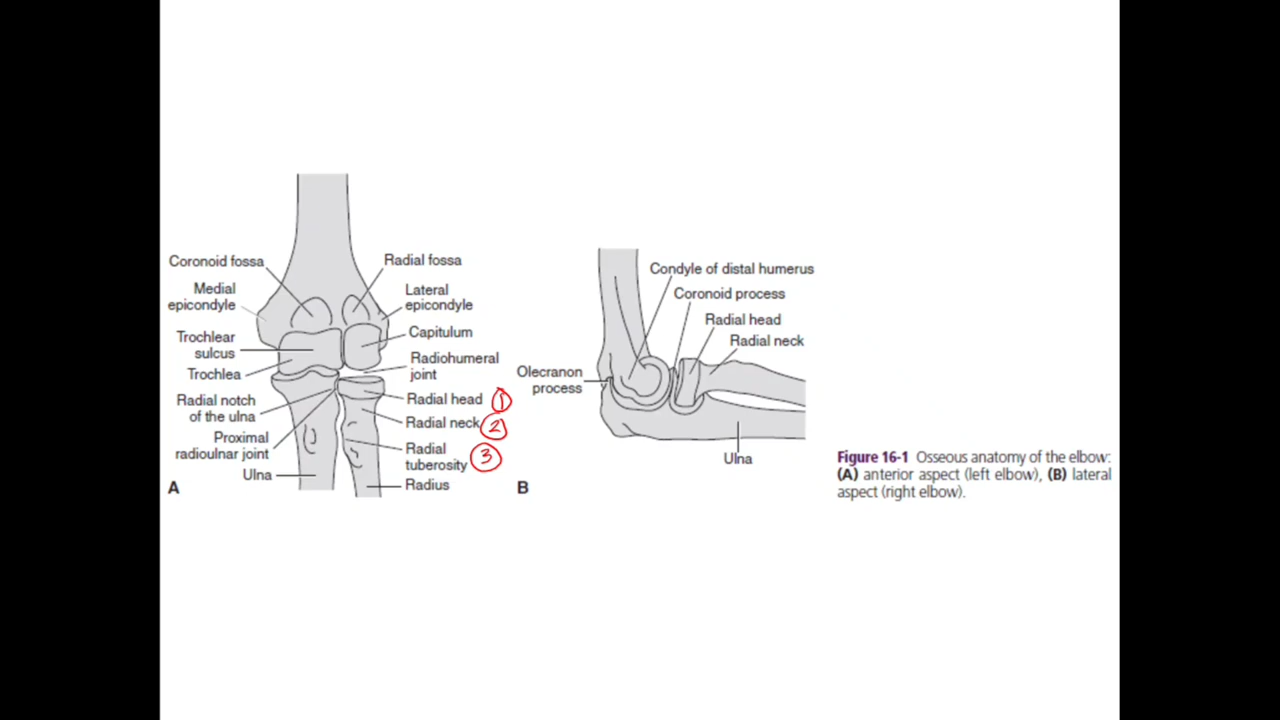 Coronoid fossa
Radial fossa
Medial
epicondyle
Lateral
epicondyle
Trochlear
sulcus
Capitulum
Trochlea
Radiohumeral
joint
Radial notch
of the ulna
Radial head 1
Radial neck 2
Proximal
radioulnar joint
Radial
tuberosity 3
Ulna
Radius
A
Condyle of distal humerus
Coronoid process
Radial head
Radial neck
Olecranon
process
Ulna
B
Figure 16-1 Osseous anatomy of the elbow:
(A) anterior aspect (left elbow), (B) lateral
aspect (right elbow).